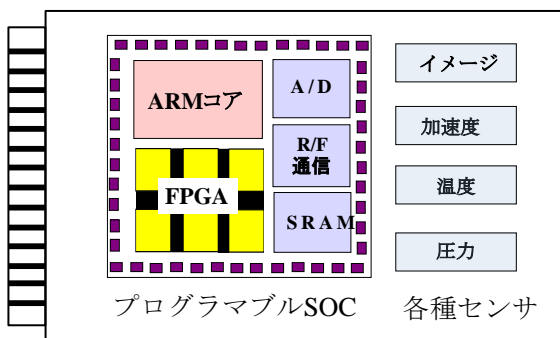 ARMコア
FPGA
A/D
R/F
通信
SRAM
イメージ
加速度
温度
圧力
プログラマブルSOC
各種センサ